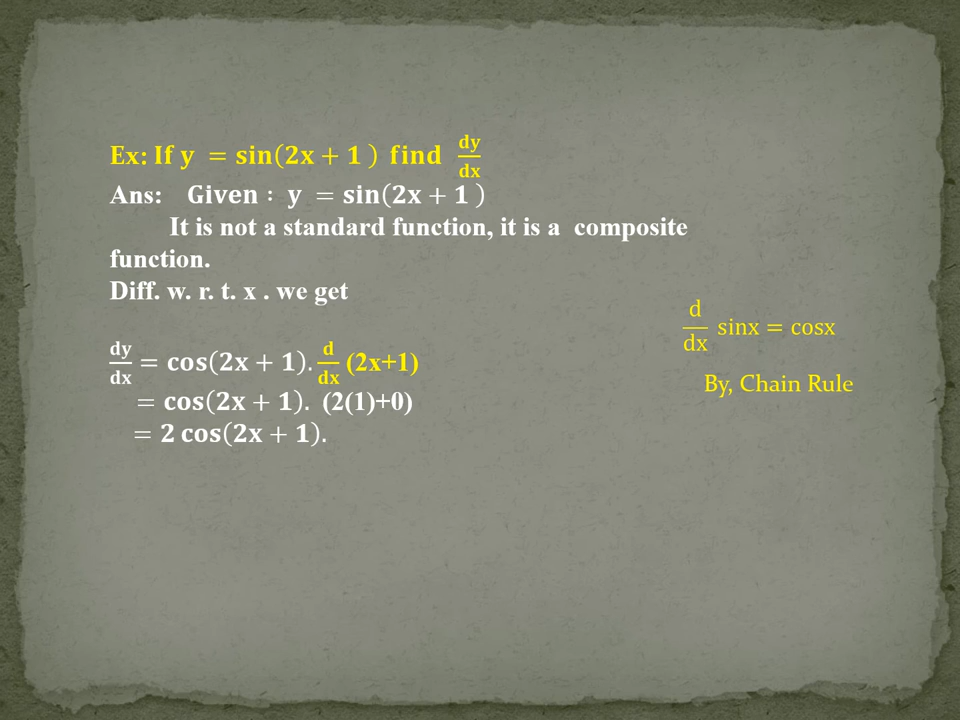 Ex: If y = sin(2x + 1 ) find dy/dx
Ans: Given : y = sin(2x + 1 )
It is not a standard function, it is a composite
function.
Diff. w. r. t. x . we get
d/dx sinx = cosx
dy/dx = cos(2x + 1). d/dx (2x+1)
By, Chain Rule
= cos(2x + 1). (2(1)+0)
= 2 cos(2x + 1).